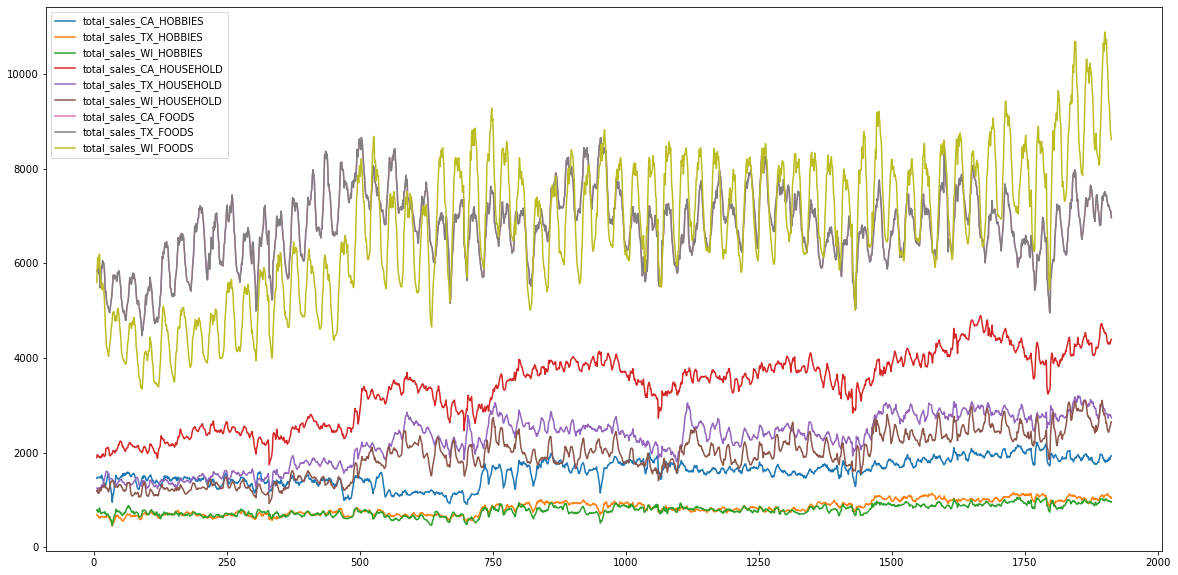 total_sales_CA_HOBBIES
total_sales_TX_HOBBIES
total_sales_WI_HOBBIES
total_sales_CA_HOUSEHOLD
total_sales_TX_HOUSEHOLD
total_sales_WI_HOUSEHOLD
total_sales_CA_FOODS
total_sales_TX_FOODS
total_sales_WI_FOODS
10000
8000
6000
4000
2000
0
0 250 500 750 1000 1250 1500 1750 2000